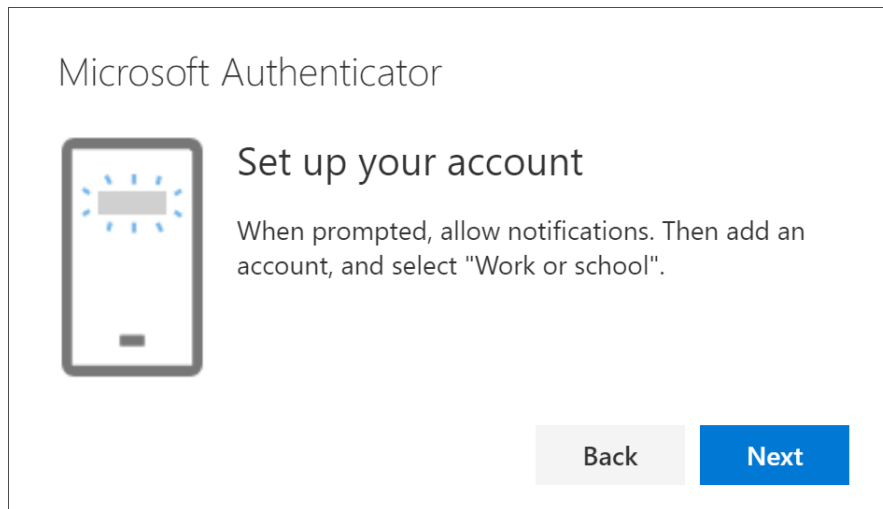 Microsoft Authenticator
Set up your account
When prompted, allow notifications. Then add an
account, and select "Work or school".
Back
Next